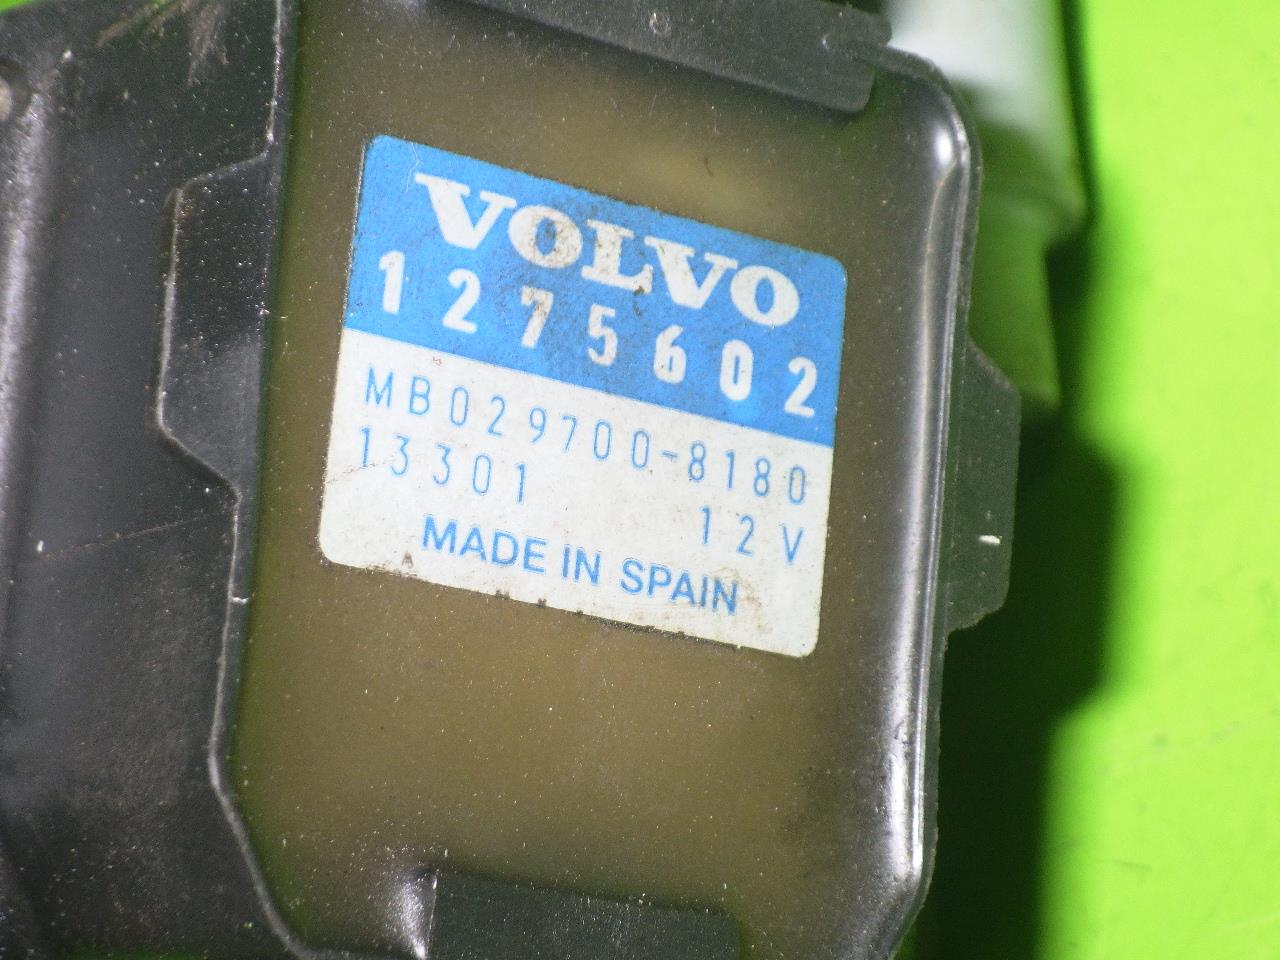 VOLVO
1275602
MB029700-8180
13301 12V
MADE IN SPAIN